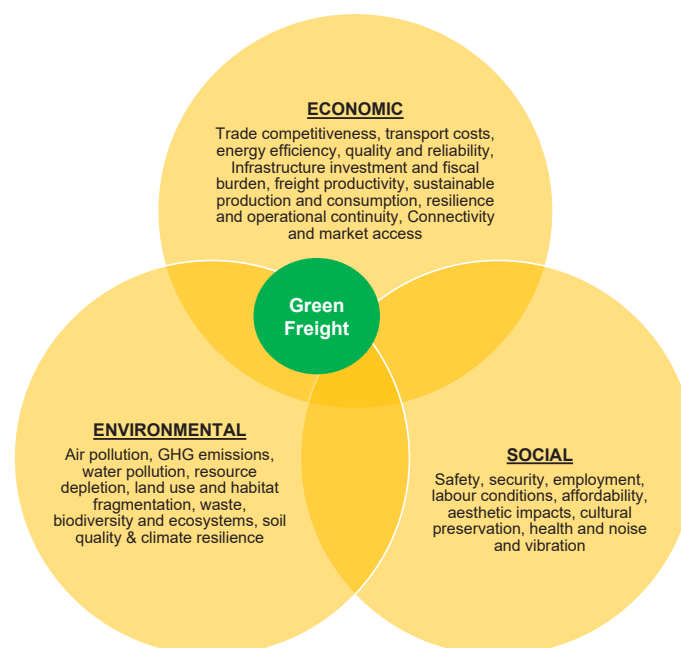 ECONOMIC
Trade competitiveness, transport costs,
energy efficiency, quality and reliability,
Infrastructure investment and fiscal
burden, freight productivity, sustainable
production and consumption, resilience
and operational continuity, Connectivity
and market access
Green
Freight
ENVIRONMENTAL
Air pollution, GHG emissions,
water pollution, resource
depletion, land use and habitat
fragmentation, waste,
biodiversity and ecosystems, soil
quality & climate resilience
SOCIAL
Safety, security, employment,
labour conditions, affordability,
aesthetic impacts, cultural
preservation, health and noise
and vibration